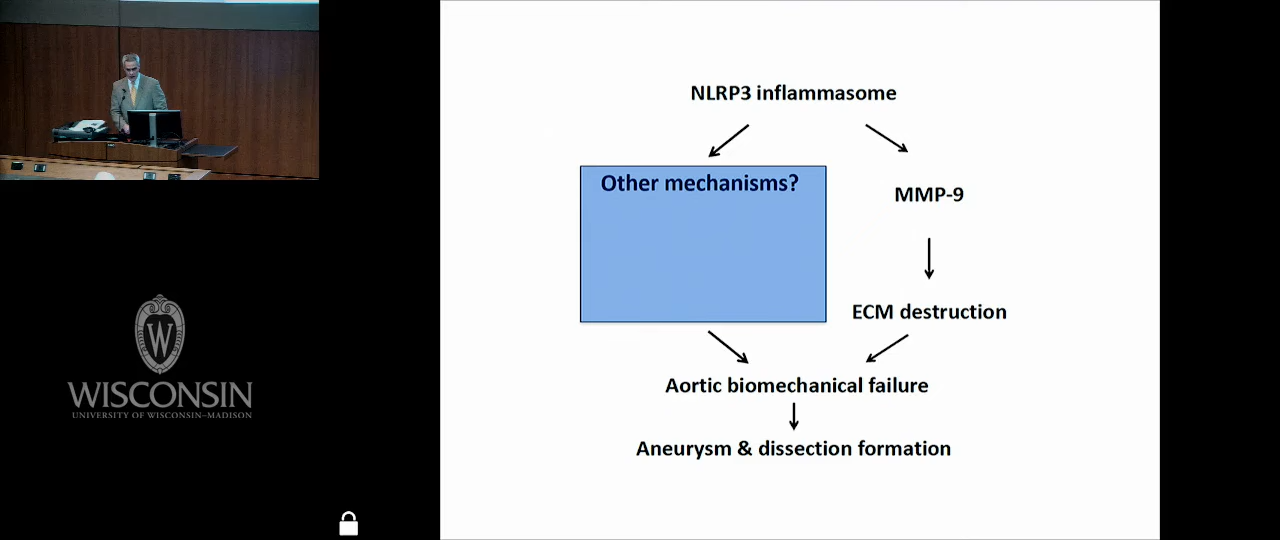 NLRP3 inflammasome
Other mechanisms?
MMP-9
ECM destruction
Aortic biomechanical failure
Aneurysm & dissection formation
W
WISCONSIN
UNIVERSITY OF WISCONSIN–MADISON